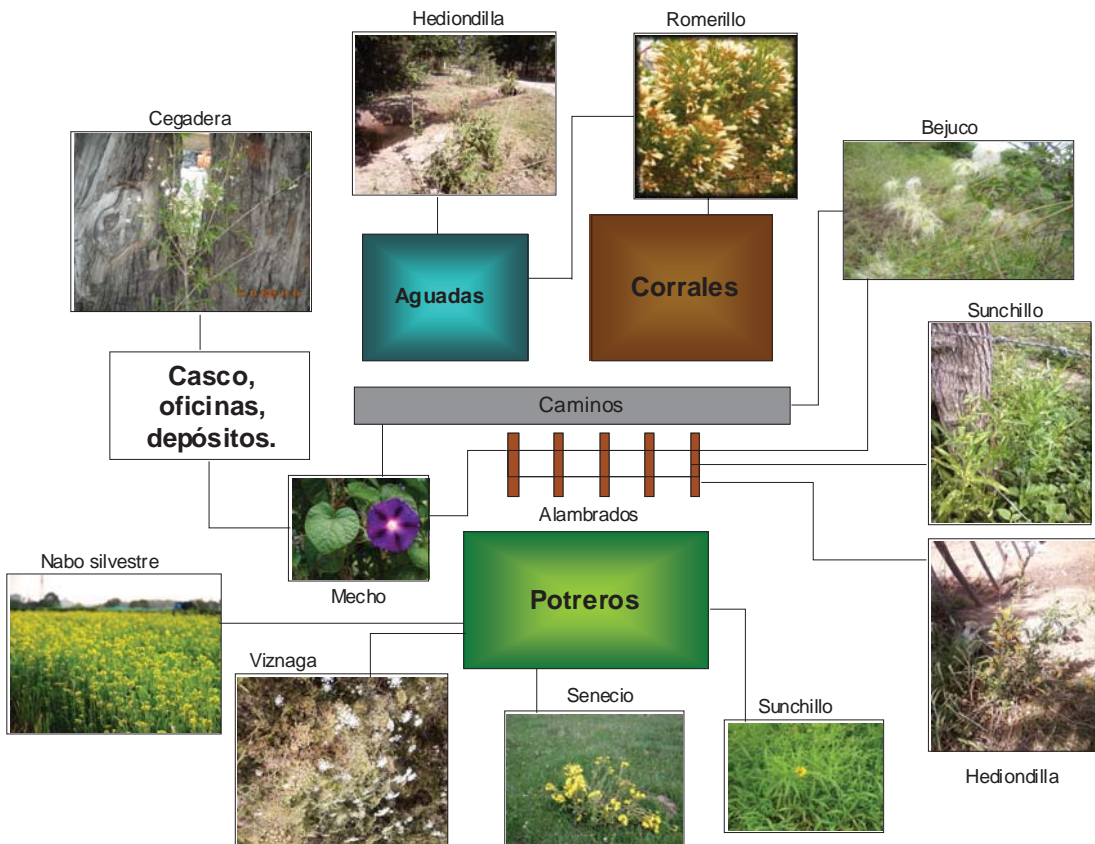 Hediondilla
Romerillo
Cegadera
Bejuco
Aguadas
Corrales
Sunchillo
Casco,
oficinas,
depósitos.
Caminos
Alambrados
Nabo silvestre
Mecho
Potreros
Viznaga
Senecio
Sunchillo
Hediondilla